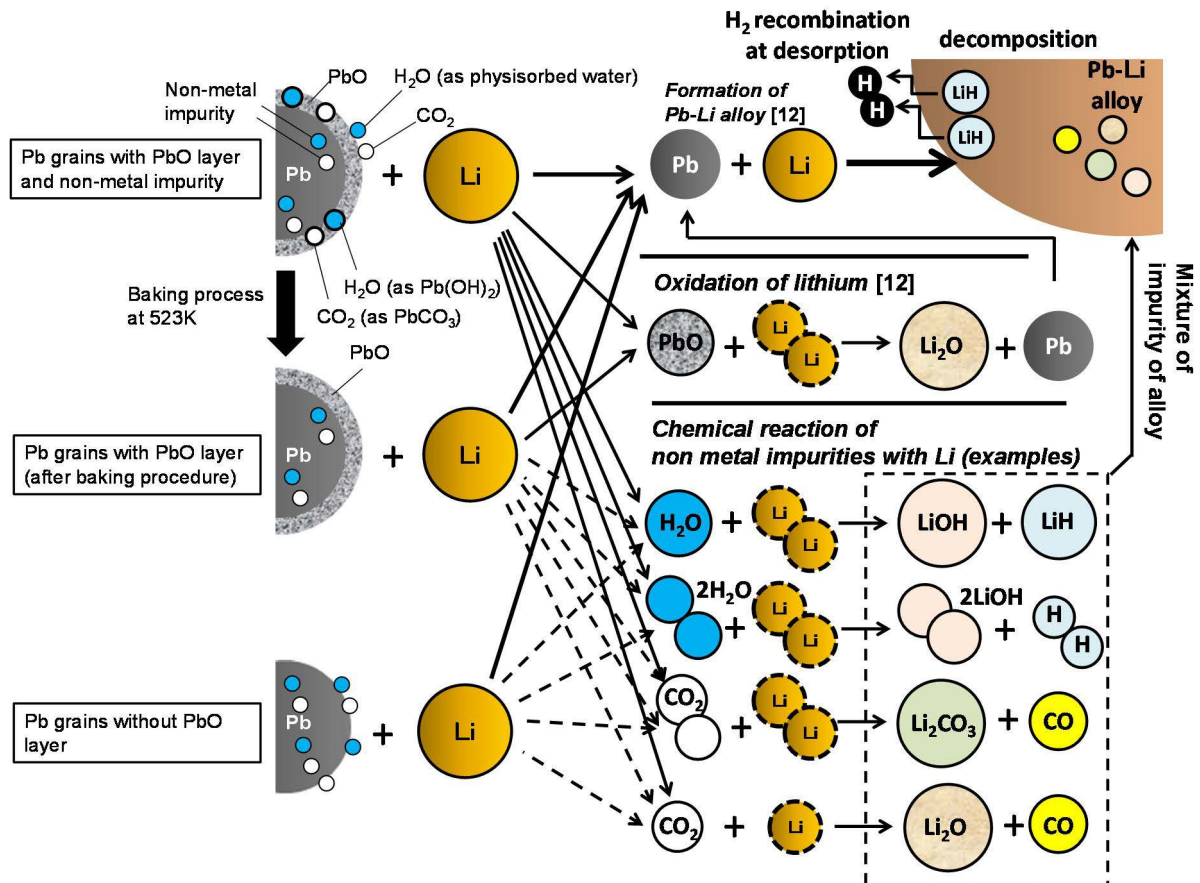 H₂ recombination
at desorption
decomposition
Non-metal
impurity
PbO
H₂O (as physisorbed water)
CO₂
Formation of
Pb-Li alloy [12]
H
H
LiH
LiH
Pb-Li
alloy
Pb grains with PbO layer
and non-metal impurity
Pb
+
Li
Pb
+
Li
H₂O (as Pb(OH)₂)
CO₂ (as PbCO₃)
Baking process
at 523K
Oxidation of lithium [12]
PbO
+
Li
Li
Li₂O
+
Pb
Mixture of
impurity of alloy
PbO
Pb grains with PbO layer
(after baking procedure)
Pb
+
Li
Chemical reaction of
non metal impurities with Li (examples)
H₂O
+
Li
Li
LiOH
+
LiH
2H₂O
+
Li
Li
2LiOH
+
H
H
Pb grains without PbO
layer
Pb
+
Li
CO₂
+
Li
Li
Li₂CO₃
+
CO
CO₂
+
Li
Li₂O
+
CO